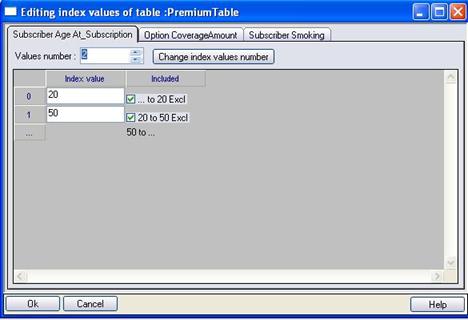 Editing index values of table :PremiumTable
Subscriber Age At_Subscription Option CoverageAmount Subscriber Smoking
Values number : 2 Change index values number
Index value Included
0 20 ... to 20 Excl
1 50 20 to 50 Excl
... 50 to ...
Ok Cancel Help